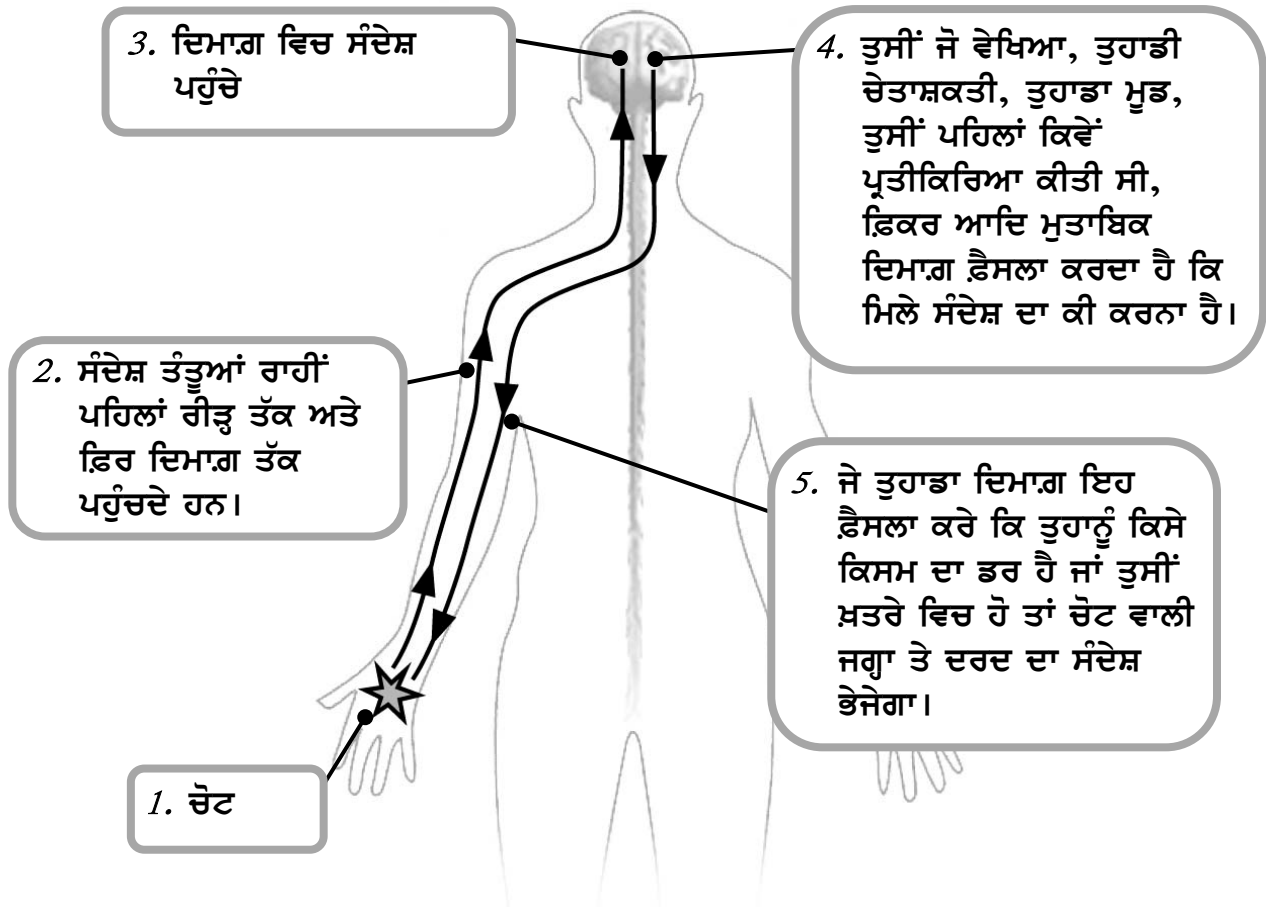 3. ਦਿਮਾਗ਼ ਵਿਚ ਸੰਦੇਸ਼
ਪਹੁੰਚੇ
4. ਤੁਸੀਂ ਜੋ ਵੇਖਿਆ, ਤੁਹਾਡੀ
ਚੇਤਾਸ਼ਕਤੀ, ਤੁਹਾਡਾ ਮੂਡ,
ਤੁਸੀਂ ਪਹਿਲਾਂ ਕਿਵੇਂ
ਪ੍ਰਤੀਕਿਰਿਆ ਕੀਤੀ ਸੀ,
ਫ਼ਿਕਰ ਆਦਿ ਮੁਤਾਬਿਕ
ਦਿਮਾਗ਼ ਫ਼ੈਸਲਾ ਕਰਦਾ ਹੈ ਕਿ
ਮਿਲੇ ਸੰਦੇਸ਼ ਦਾ ਕੀ ਕਰਨਾ ਹੈ।
2. ਸੰਦੇਸ਼ ਤੰਤੂਆਂ ਰਾਹੀਂ
ਪਹਿਲਾਂ ਰੀੜ੍ਹ ਤੱਕ ਅਤੇ
ਫ਼ਿਰ ਦਿਮਾਗ਼ ਤੱਕ
ਪਹੁੰਚਦੇ ਹਨ।
5. ਜੇ ਤੁਹਾਡਾ ਦਿਮਾਗ਼ ਇਹ
ਫ਼ੈਸਲਾ ਕਰੇ ਕਿ ਤੁਹਾਨੂੰ ਕਿਸੇ
ਕਿਸਮ ਦਾ ਡਰ ਹੈ ਜਾਂ ਤੁਸੀਂ
ਖ਼ਤਰੇ ਵਿਚ ਹੋ ਤਾਂ ਚੋਟ ਵਾਲੀ
ਜਗ੍ਹਾ ਤੇ ਦਰਦ ਦਾ ਸੰਦੇਸ਼
ਭੇਜੇਗਾ।
1. ਚੋਟ